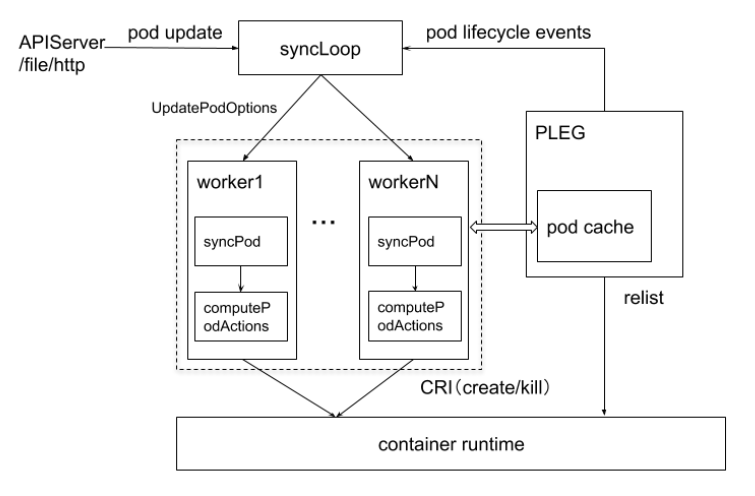 APIServer
/file/http
pod update
syncLoop
pod lifecycle events
UpdatePodOptions
PLEG
worker1
workerN
...
syncPod
syncPod
pod cache
computeP
odActions
computeP
odActions
relist
CRI（create/kill）
container runtime